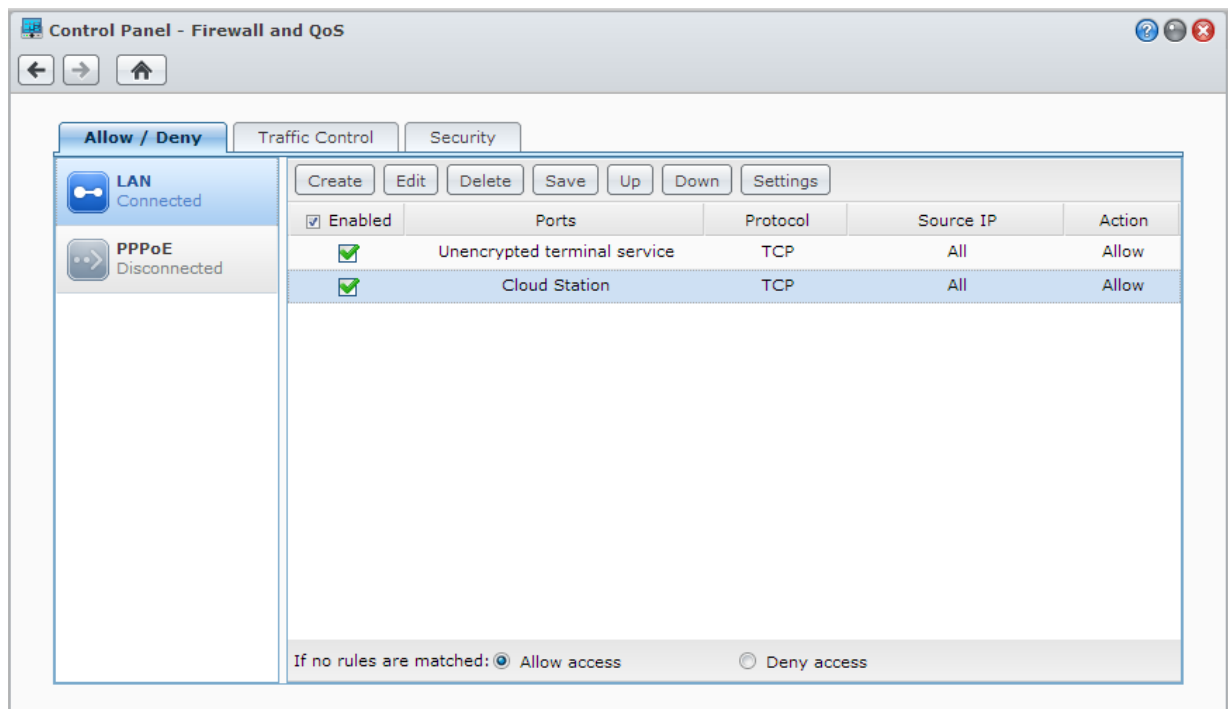 Control Panel - Firewall and QoS
Allow / Deny Traffic Control Security
LAN
Connected
PPPoE
Disconnected
Create Edit Delete Save Up Down Settings
Enabled Ports Protocol Source IP Action
Unencrypted terminal service TCP All Allow
Cloud Station TCP All Allow
If no rules are matched: Allow access Deny access